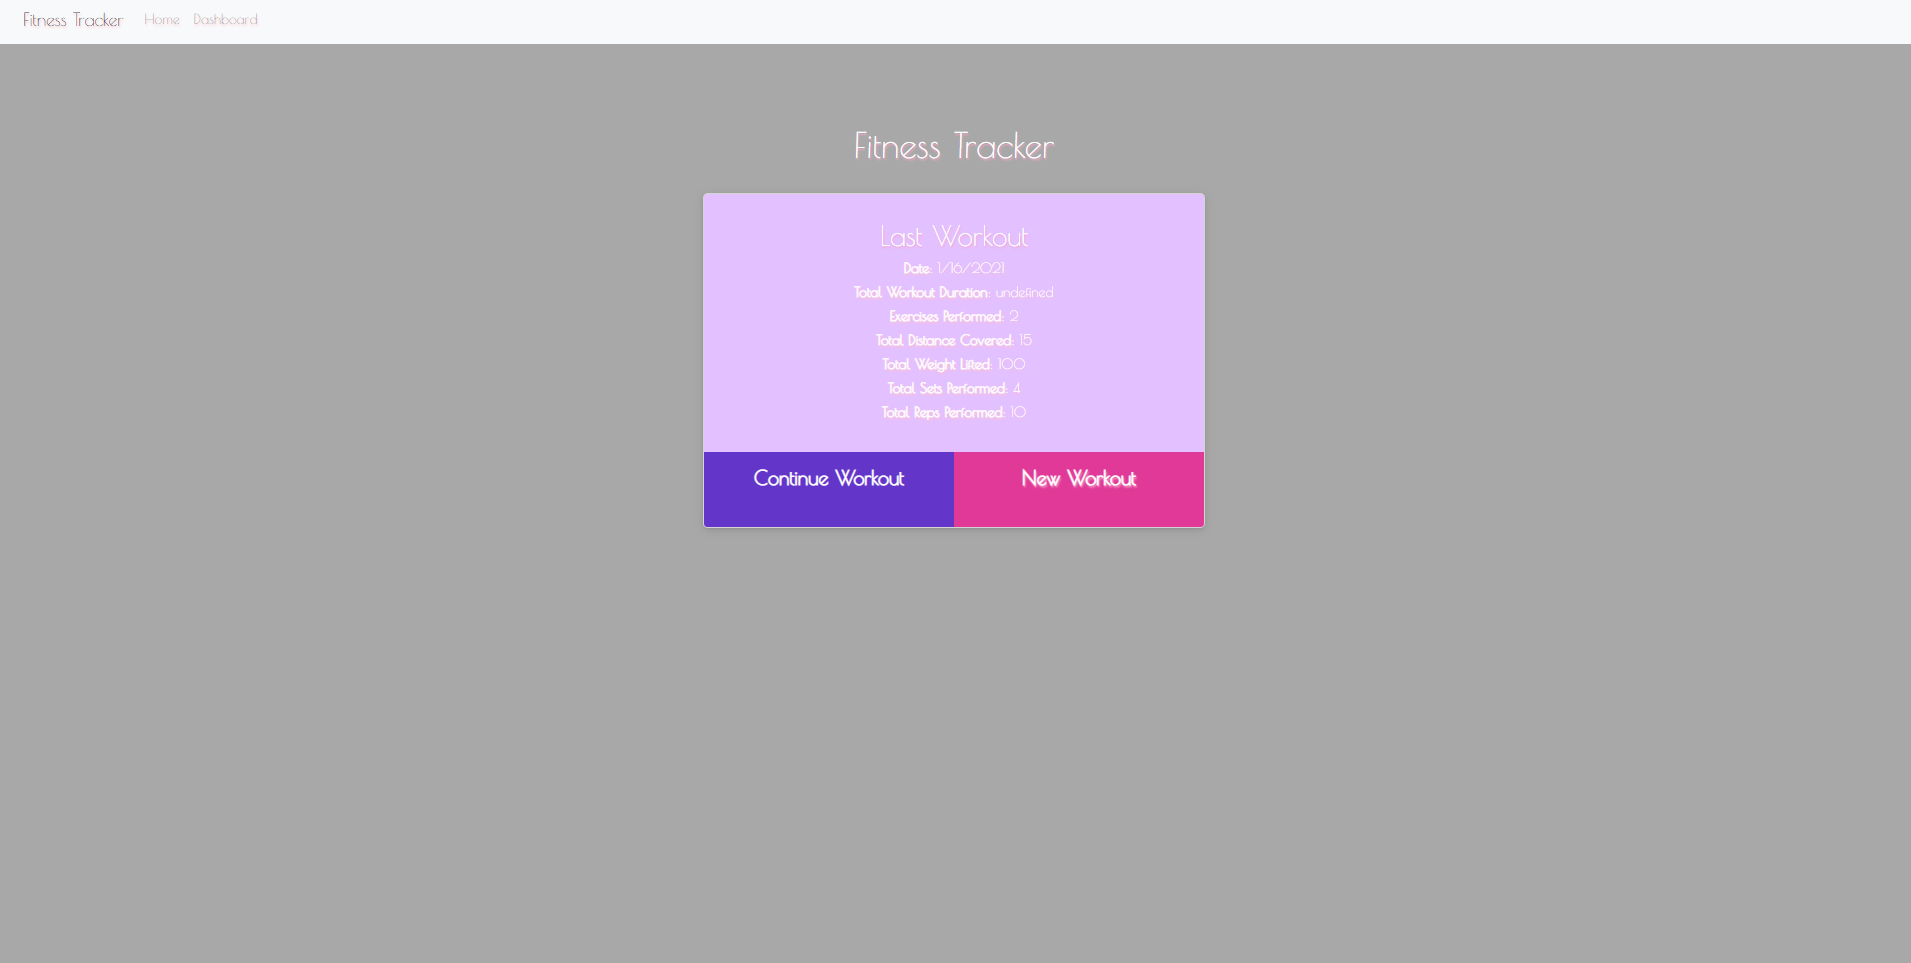 Fitness Tracker Home Dashboard
Fitness Tracker
Last Workout
Date: 1/16/2021
Total Workout Duration: undefined
Exercises Performed: 2
Total Distance Covered: 15
Total Weight Lifted: 100
Total Sets Performed: 4
Total Reps Performed: 10
Continue Workout New Workout